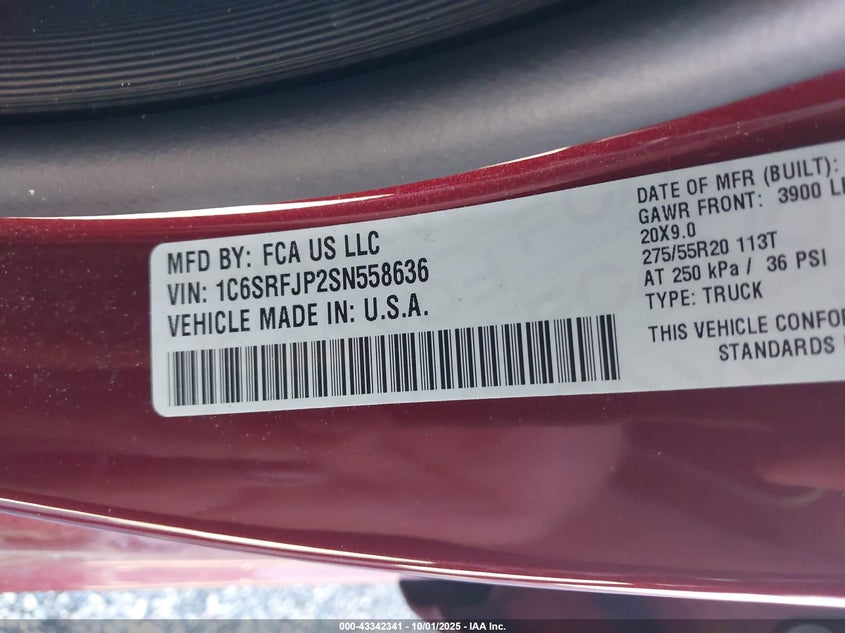 MFD BY: FCA US LLC
VIN: 1C6SRFJP2SN558636
VEHICLE MADE IN: U.S.A.
DATE OF MFR (BUILT):
GAWR FRONT: 3900
20X9.0
275/55R20 113T
AT 250 kPa / 36 PSI
TYPE: TRUCK
THIS VEHICLE
STANDARDS
000-43342341 - 10/01/2025 - IAA Inc.